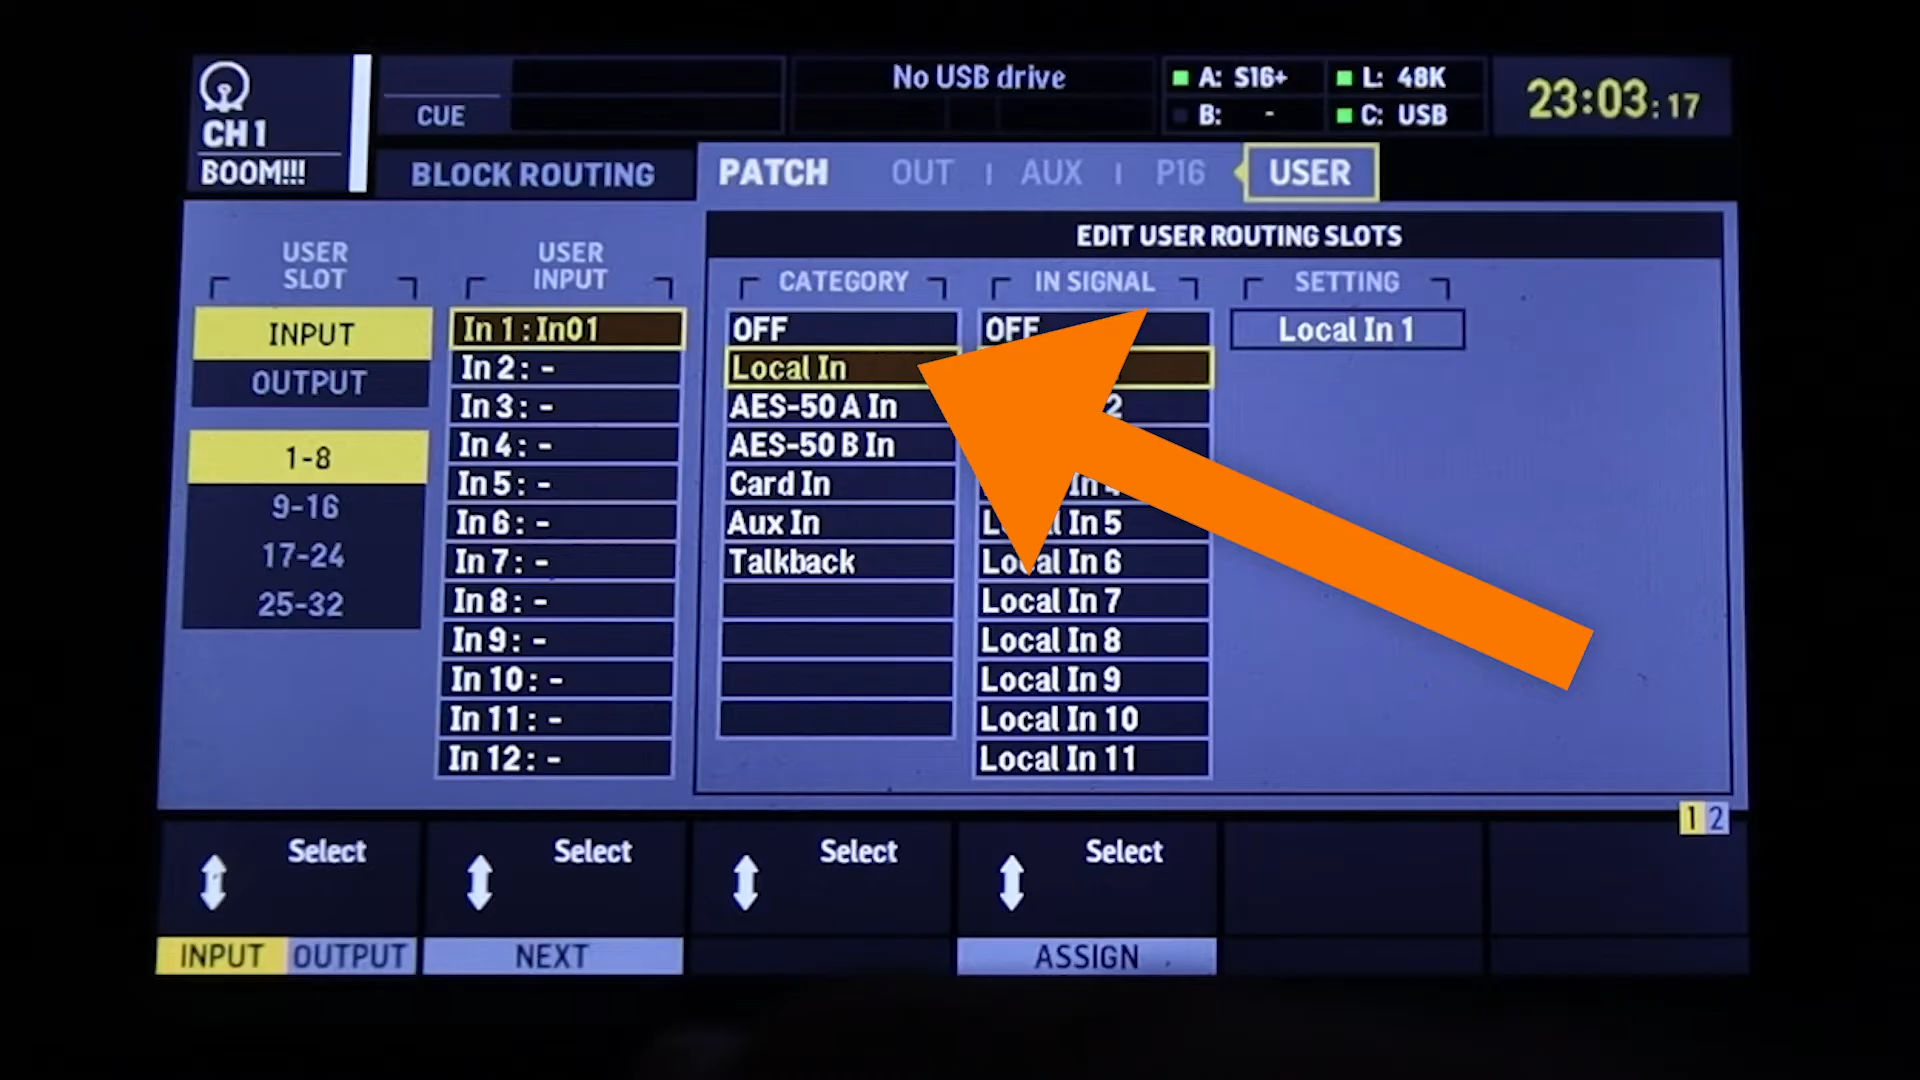 CH 1
BOOM!!!
CUE
No USB drive
A: S16+
L: 48K
B: -
C: USB
23:03:17
BLOCK ROUTING
PATCH
OUT | AUX | P16
USER
EDIT USER ROUTING SLOTS
USER
SLOT
USER
INPUT
CATEGORY
IN SIGNAL
SETTING
INPUT
OUTPUT
1-8
9-16
17-24
25-32
In 1 : In01
In 2 : -
In 3 : -
In 4 : -
In 5 : -
In 6 : -
In 7 : -
In 8 : -
In 9 : -
In 10 : -
In 11 : -
In 12 : -
OFF
Local In
AES-50 A In
AES-50 B In
Card In
Aux In
Talkback
OFF
2
In 4
In 5
In 6
Local In 7
Local In 8
Local In 9
Local In 10
Local In 11
Local In 1
1 2
Select
Select
Select
Select
INPUT OUTPUT
NEXT
ASSIGN